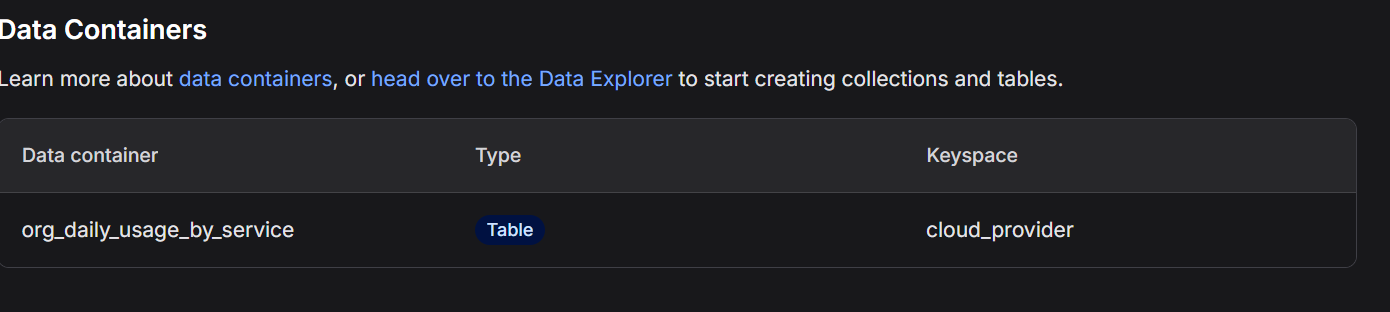 Data Containers
Learn more about data containers, or head over to the Data Explorer to start creating collections and tables.
Data container Type Keyspace
org_daily_usage_by_service Table cloud_provider